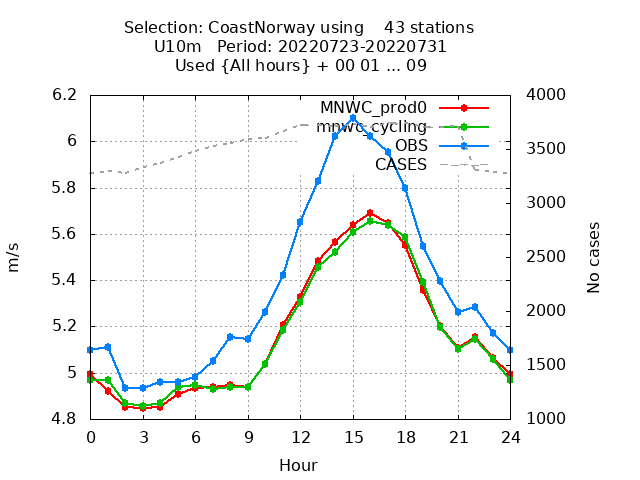 Selection: CoastNorway using    43 stations
U10m   Period: 20220723-20220731
Used {All hours} + 00 01 ... 09
MNWC_prod0
mnwc_cycling
OBS
CASES
6.2
6
5.8
5.6
5.4
5.2
5
4.8
4000
3500
3000
2500
2000
1500
1000
0 3 6 9 12 15 18 21 24
m/s
No cases
Hour